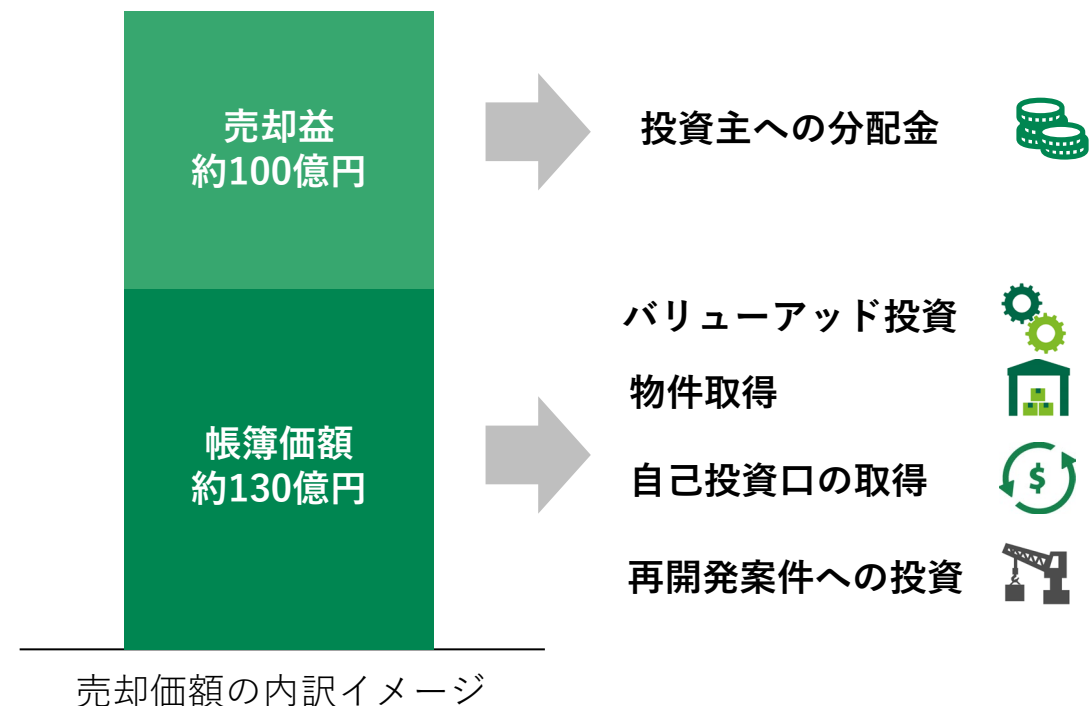 売却益
約100億円
投資主への分配金
帳簿価額
約130億円
バリューアッド投資
物件取得
自己投資口の取得
$
再開発案件への投資
売却価額の内訳イメージ